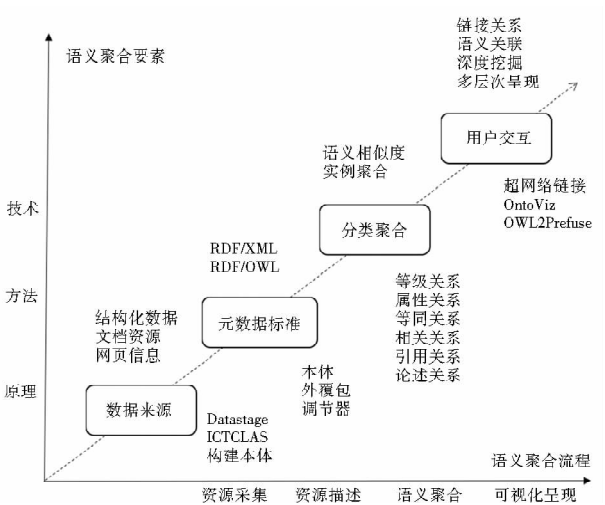 链接关系
语义关联
深度挖掘
多层次呈现
语义聚合要素
用户交互
语义相似度
实例聚合
超网络链接
OntoViz
OWL2Prefuse
技术
分类聚合
RDF/XML
RDF/OWL
等级关系
属性关系
等同关系
相关关系
引用关系
论述关系
方法
结构化数据
文档资源
网页信息
元数据标准
本体
外覆包
调节器
原理
数据来源
Datastage
ICTCLAS
构建本体
语义聚合流程
资源采集 资源描述 语义聚合 可视化呈现